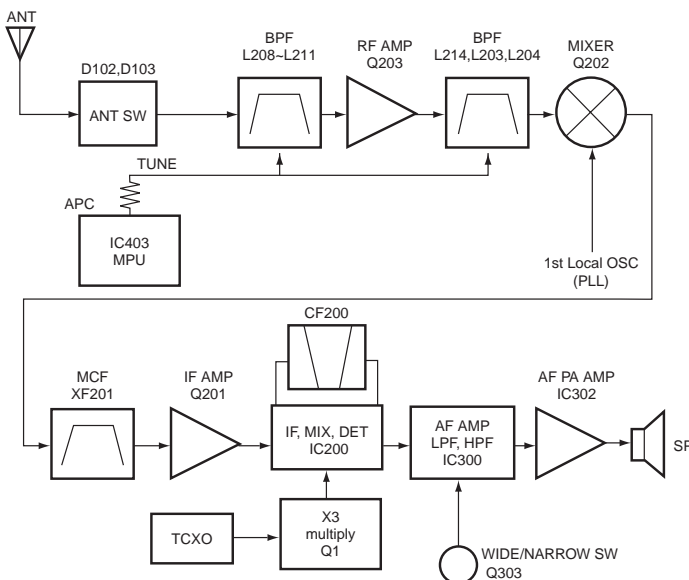 ANT
D102,D103
ANT SW
BPF
L208~L211
RF AMP
Q203
BPF
L214,L203,L204
MIXER
Q202
TUNE
APC
IC403
MPU
1st Local OSC
(PLL)
CF200
MCF
XF201
IF AMP
Q201
IF, MIX, DET
IC200
AF AMP
LPF, HPF
IC300
AF PA AMP
IC302
SP
TCXO
X3
multiply
Q1
WIDE/NARROW SW
Q303